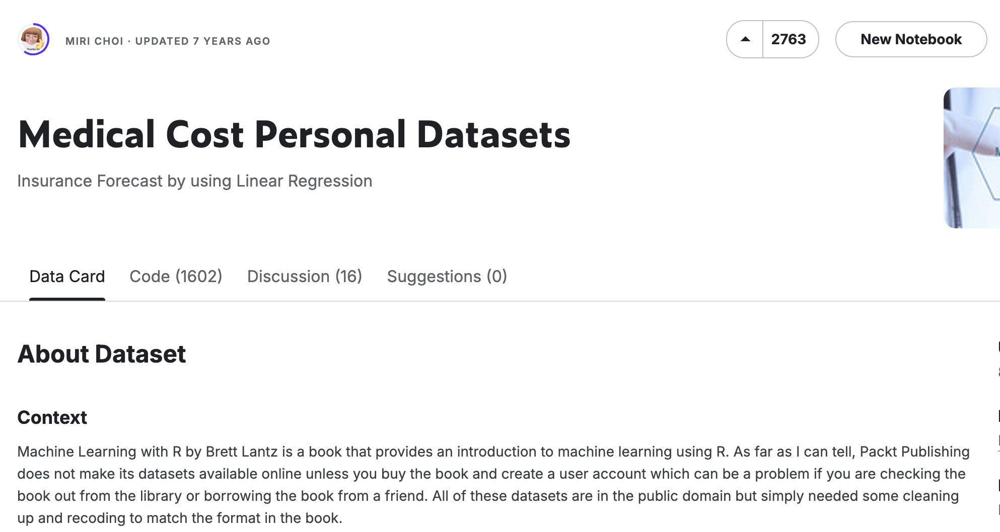 MIRI CHOI · UPDATED 7 YEARS AGO
2763
New Notebook
Medical Cost Personal Datasets
Insurance Forecast by using Linear Regression
Data Card
Code (1602)
Discussion (16)
Suggestions (0)
About Dataset
Context
Machine Learning with R by Brett Lantz is a book that provides an introduction to machine learning using R. As far as I can tell, Packt Publishing
does not make its datasets available online unless you buy the book and create a user account which can be a problem if you are checking the
book out from the library or borrowing the book from a friend. All of these datasets are in the public domain but simply needed some cleaning
up and recoding to match the format in the book.